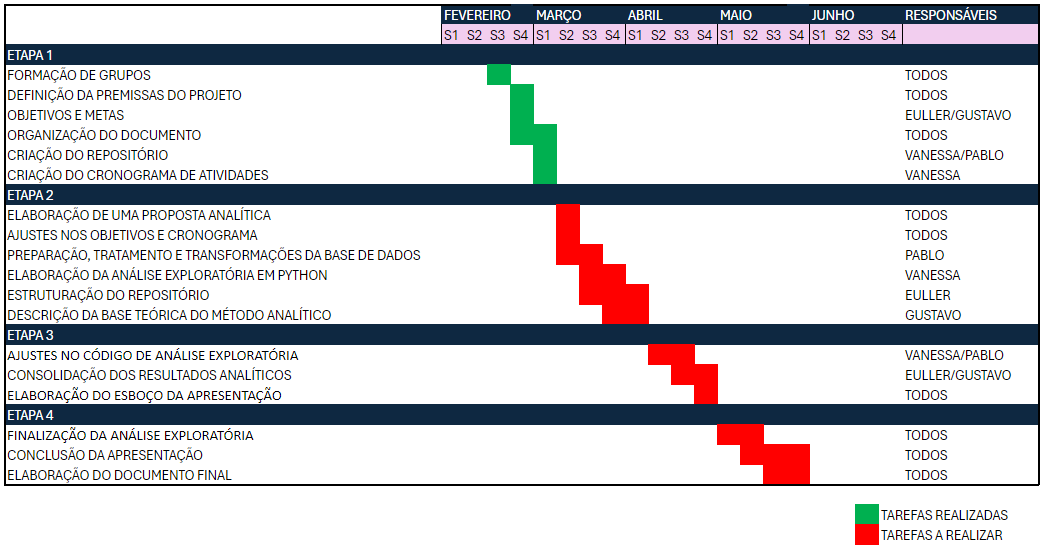 FEVEREIRO MARÇO ABRIL MAIO JUNHO RESPONSÁVEIS
S1 S2 S3 S4 S1 S2 S3 S4 S1 S2 S3 S4 S1 S2 S3 S4 S1 S2 S3 S4
ETAPA 1
FORMAÇÃO DE GRUPOS TODOS
DEFINIÇÃO DA PREMISSAS DO PROJETO TODOS
OBJETIVOS E METAS EULLER/GUSTAVO
ORGANIZAÇÃO DO DOCUMENTO TODOS
CRIAÇÃO DO REPOSITÓRIO VANESSA/PABLO
CRIAÇÃO DO CRONOGRAMA DE ATIVIDADES VANESSA
ETAPA 2
ELABORAÇÃO DE UMA PROPOSTA ANALÍTICA TODOS
AJUSTES NOS OBJETIVOS E CRONOGRAMA TODOS
PREPARAÇÃO, TRATAMENTO E TRANSFORMAÇÕES DA BASE DE DADOS PABLO
ELABORAÇÃO DA ANÁLISE EXPLORATÓRIA EM PYTHON VANESSA
ESTRUTURAÇÃO DO REPOSITÓRIO EULLER
DESCRIÇÃO DA BASE TEÓRICA DO MÉTODO ANALÍTICO GUSTAVO
ETAPA 3
AJUSTES NO CÓDIGO DE ANÁLISE EXPLORATÓRIA VANESSA/PABLO
CONSOLIDAÇÃO DOS RESULTADOS ANALÍTICOS EULLER/GUSTAVO
ELABORAÇÃO DO ESBOÇO DA APRESENTAÇÃO TODOS
ETAPA 4
FINALIZAÇÃO DA ANÁLISE EXPLORATÓRIA TODOS
CONCLUSÃO DA APRESENTAÇÃO TODOS
ELABORAÇÃO DO DOCUMENTO FINAL TODOS
TAREFAS REALIZADAS
TAREFAS A REALIZAR